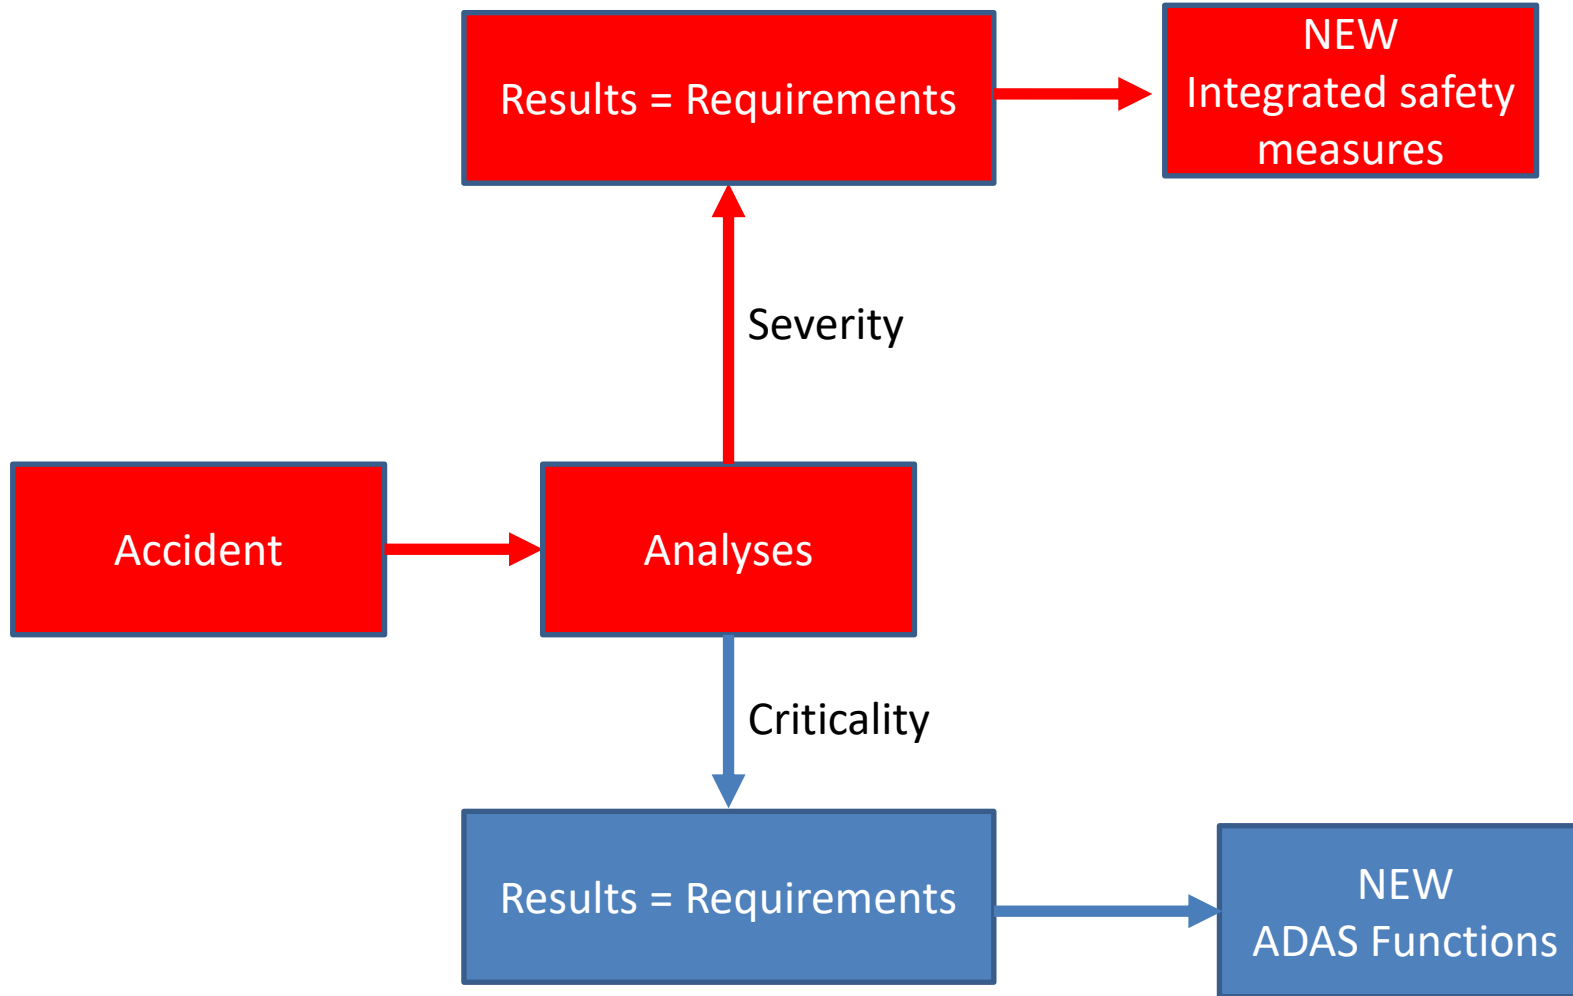 Results = Requirements
NEW
Integrated safety
measures
Severity
Accident
Analyses
Criticality
Results = Requirements
NEW
ADAS Functions